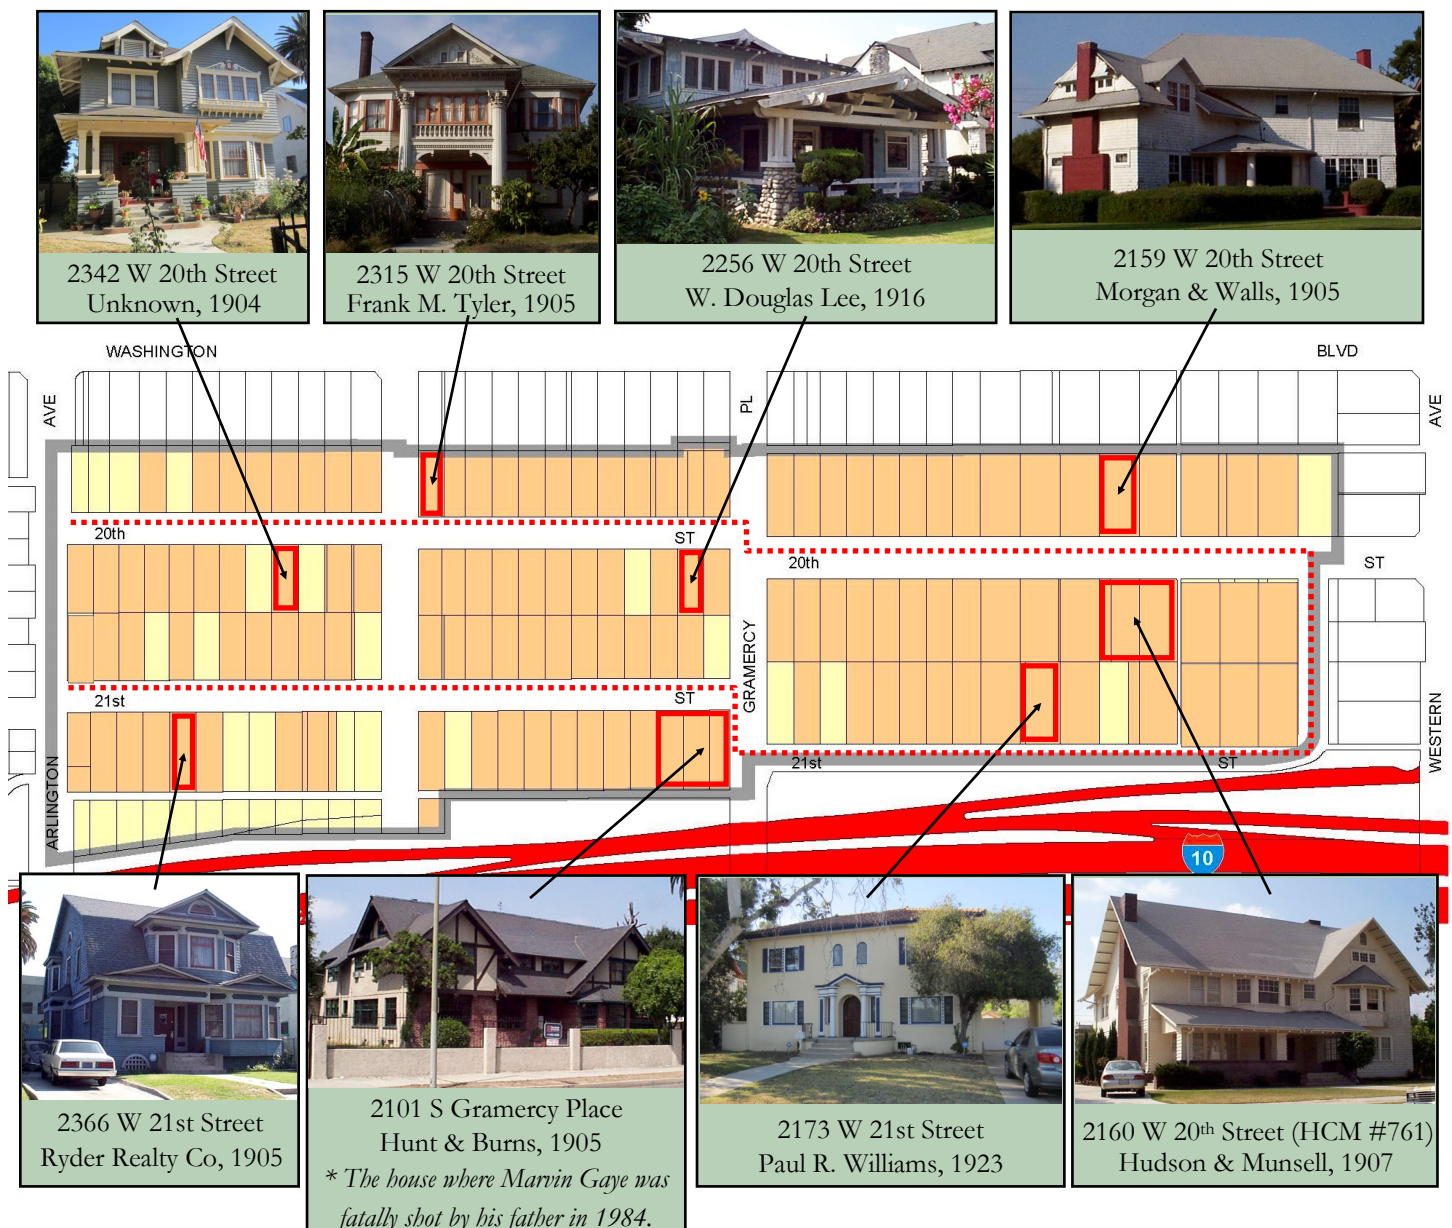 2342 W 20th Street
Unknown, 1904
2315 W 20th Street
Frank M. Tyler, 1905
2256 W 20th Street
W. Douglas Lee, 1916
2159 W 20th Street
Morgan & Walls, 1905
WASHINGTON
BLVD
AVE
PL
AVE
20th
ST
20th
ST
21st
ST
GRAMERCY
21st
ST
ARLINGTON
WESTERN
10
2366 W 21st Street
Ryder Realty Co, 1905
2101 S Gramercy Place
Hunt & Burns, 1905
* The house where Marvin Gaye was
fatally shot by his father in 1984.
2173 W 21st Street
Paul R. Williams, 1923
2160 W 20th Street (HCM #761)
Hudson & Munsell, 1907